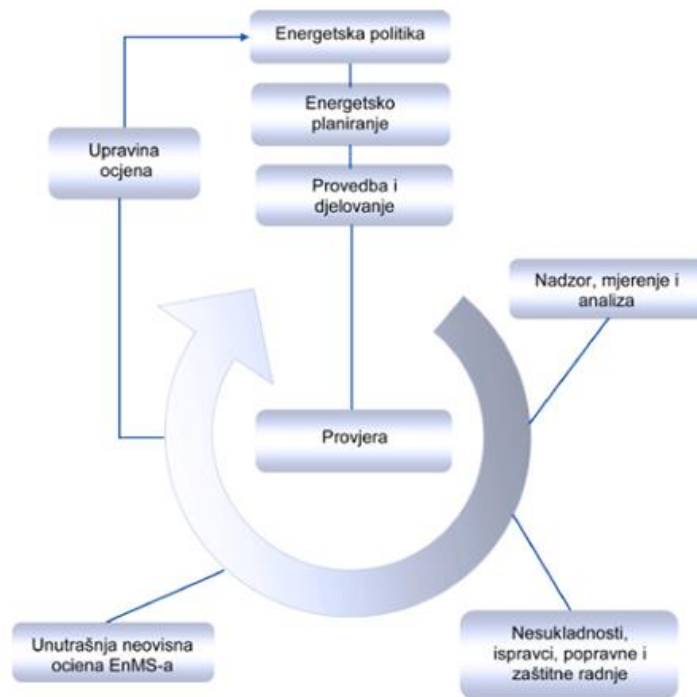 Energetska politika
Energetsko
planiranje
Upravina
ocjena
Provedba i
djelovanje
Nadzor, mjerenje i
analiza
Provjera
Unutrašnja neovisna
ociena EnMS-a
Nesukladnosti,
ispravci, popravne i
zaštitne radnje